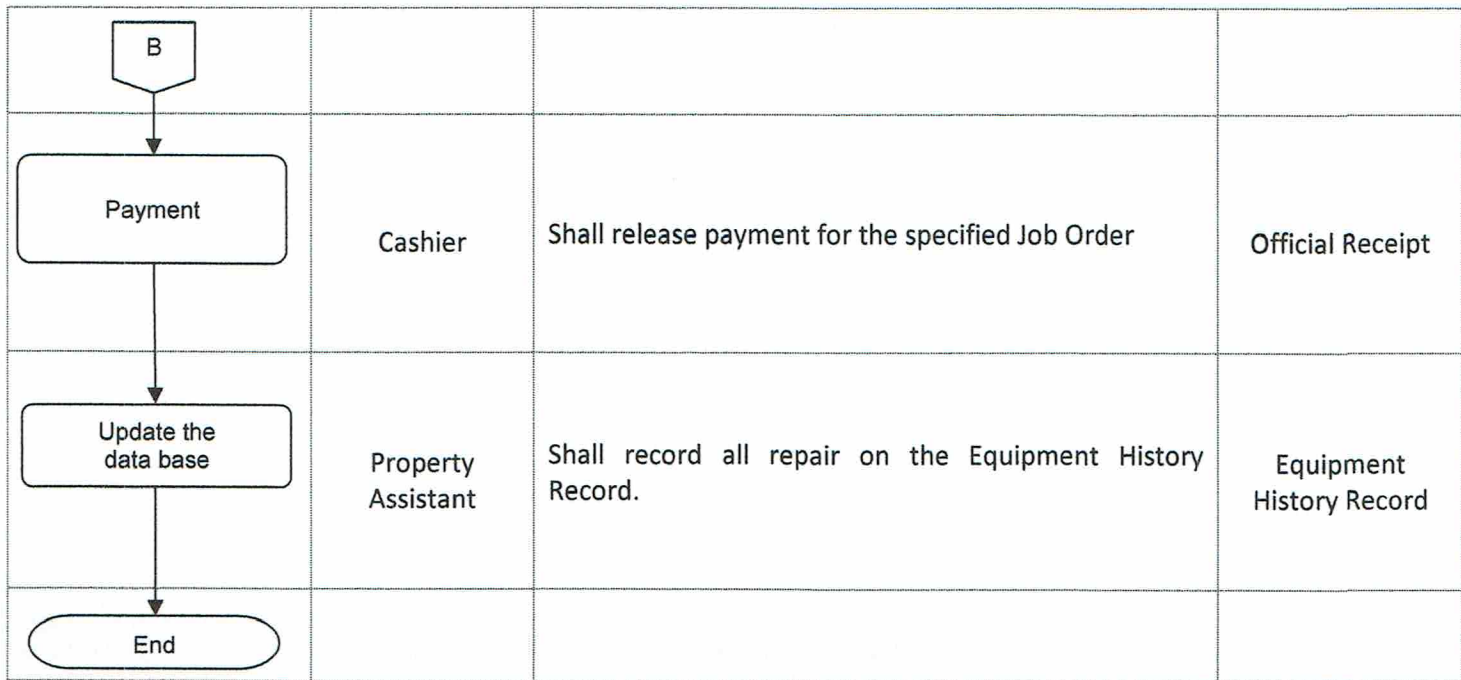 B
Payment
Cashier
Shall release payment for the specified Job Order
Official Receipt
Update the
data base
Property
Assistant
Shall record all repair on the Equipment History
Record.
Equipment
History Record
End